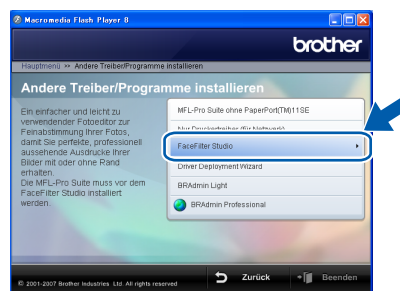 Macromedia Flash Player 8
brother
Hauptmenü >> Andere Treiber/Programme installieren
Andere Treiber/Programme installieren
Ein einfacher und leicht zu
verwendender Fotoeditor zur
Feinabstimmung Ihrer Fotos,
damit Sie perfekte, professionell
aussehende Ausdrucke Ihrer
Bilder mit oder ohne Rand
erhalten.
Die MFL-Pro Suite muss vor dem
FaceFilter Studio installiert
werden.
MFL-Pro Suite ohne PaperPort(TM)11SE
Nur Druckertreiber (für Netzwerk)
FaceFilter Studio
Driver Deployment Wizard
BRAdmin Light
BRAdmin Professional
© 2001-2007 Brother Industries Ltd. All rights reserved
Zurück
Beenden